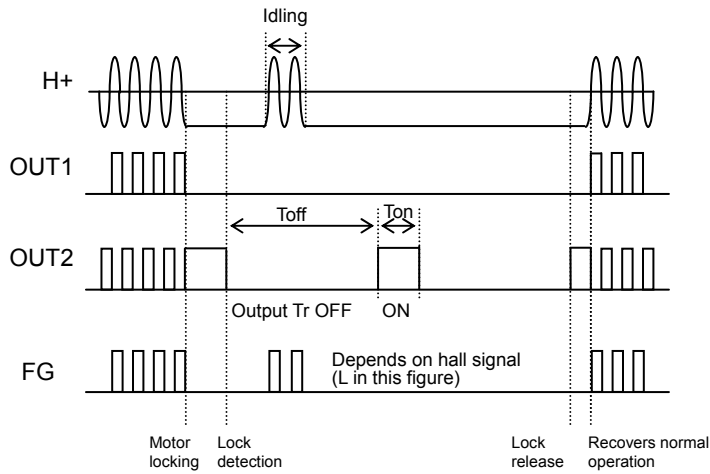 Idling
H+
OUT1
Toff
Ton
OUT2
Output Tr OFF
ON
FG
Depends on hall signal
(L in this figure)
Motor
locking
Lock
detection
Lock
release
Recovers normal
operation